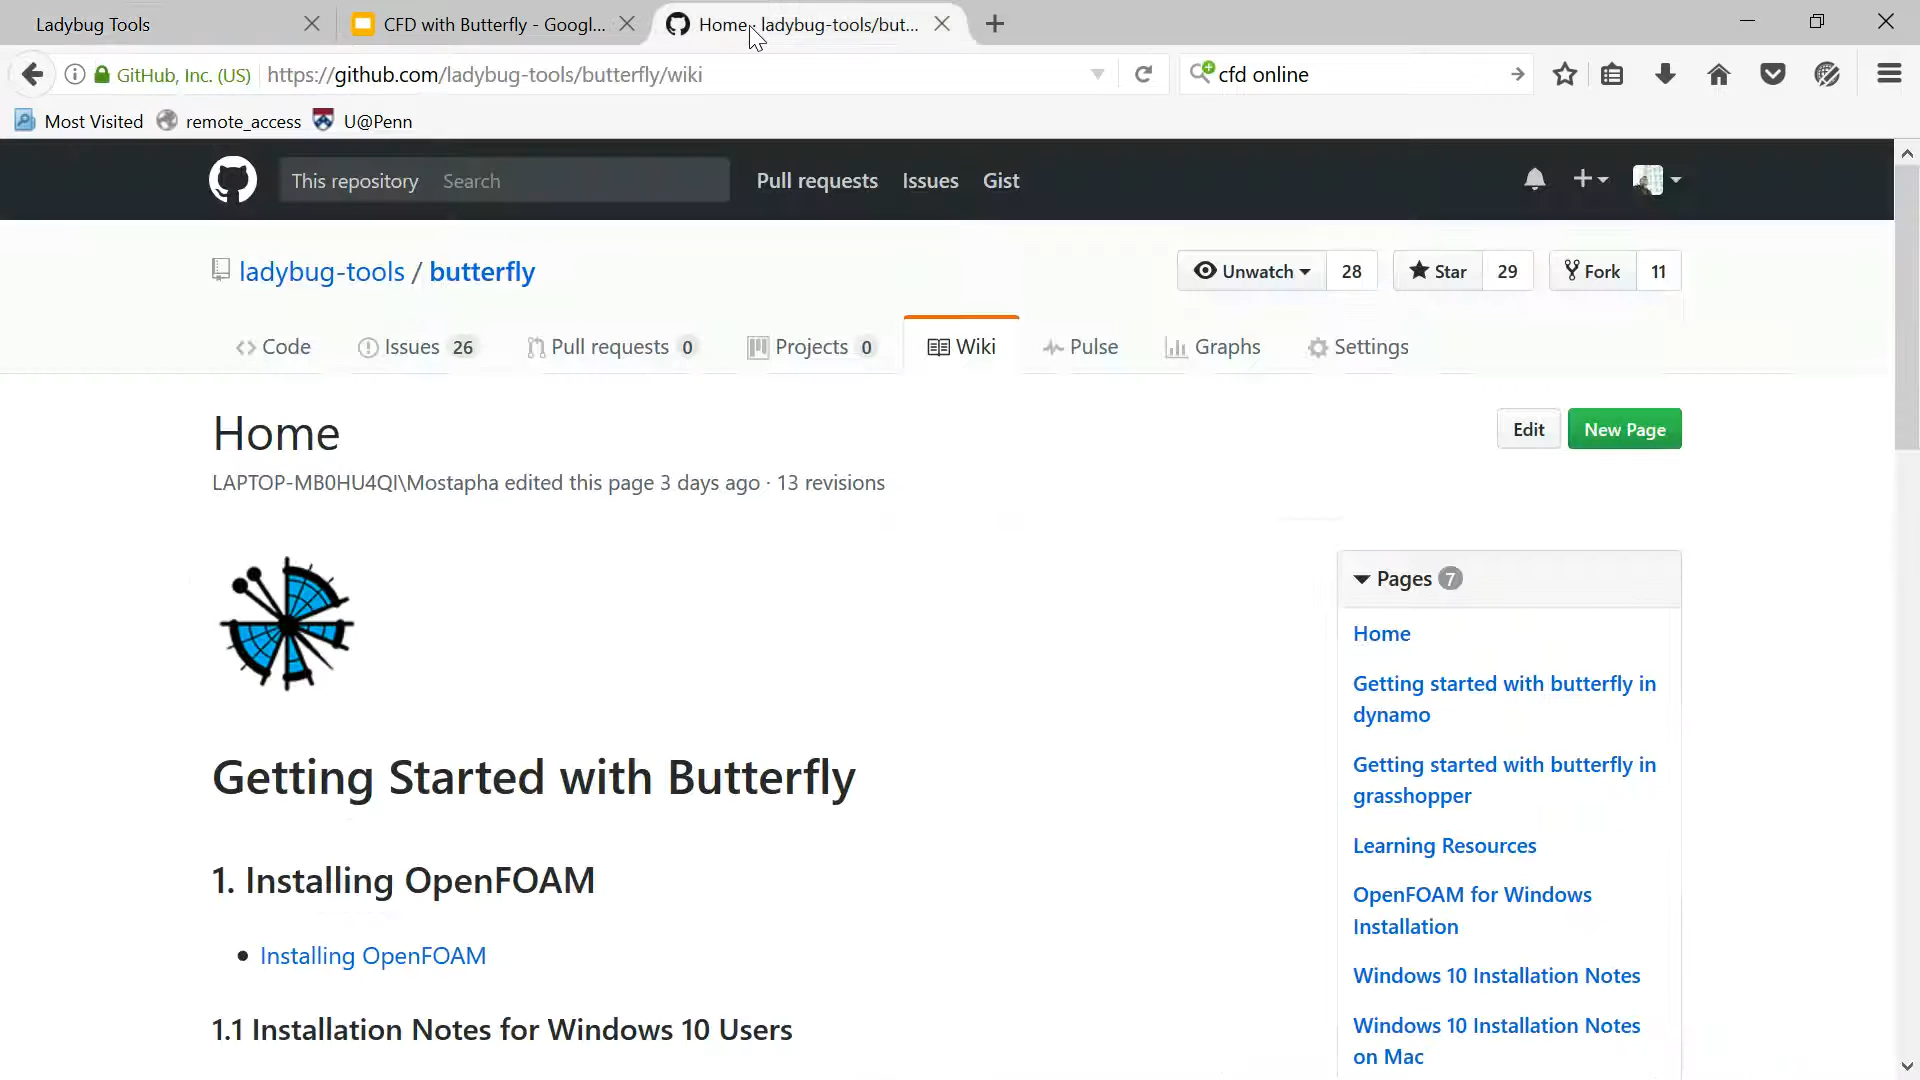 Ladybug Tools
CFD with Butterfly - Googl...
Home · ladybug-tools/but...
GitHub, Inc. (US)
https://github.com/ladybug-tools/butterfly/wiki
cfd online
Most Visited
remote_access
U@Penn
This repository
Search
Pull requests
Issues
Gist
ladybug-tools / butterfly
Unwatch
28
Star
29
Fork
11
Code
Issues 26
Pull requests 0
Projects 0
Wiki
Pulse
Graphs
Settings
Home
Edit
New Page
LAPTOP-MB0HU4QI\Mostapha edited this page 3 days ago · 13 revisions
Getting Started with Butterfly
1. Installing OpenFOAM
Installing OpenFOAM
1.1 Installation Notes for Windows 10 Users
Pages 7
Home
Getting started with butterfly in
dynamo
Getting started with butterfly in
grasshopper
Learning Resources
OpenFOAM for Windows
Installation
Windows 10 Installation Notes
Windows 10 Installation Notes
on Mac